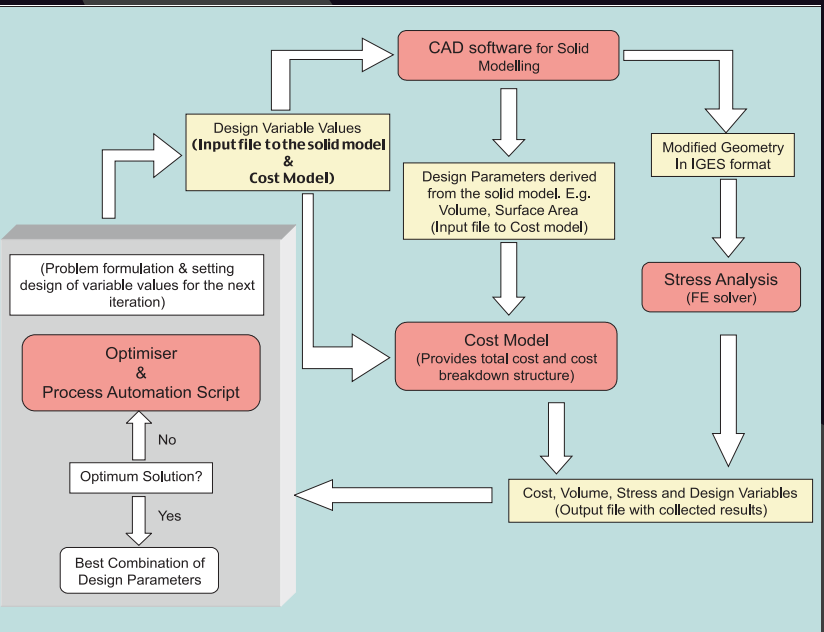 CAD software for Solid
Modelling
Design Variable Values
(Input file to the solid model
&
Cost Model)
Modified Geometry
In IGES format
Design Parameters derived
from the solid model. E.g.
Volume, Surface Area
(Input file to Cost model)
(Problem formulation & setting
design of variable values for the next
iteration)
Stress Analysis
(FE solver)
Cost Model
(Provides total cost and cost
breakdown structure)
Optimiser
&
Process Automation Script
No
Optimum Solution?
Yes
Best Combination of
Design Parameters
Cost, Volume, Stress and Design Variables
(Output file with collected results)